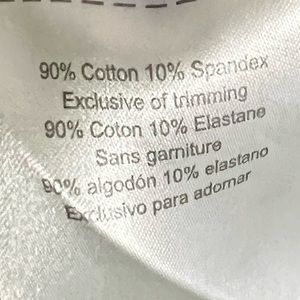 90% Cotton 10% Spandex
Exclusive of trimming
90% Coton 10% Elastane
Sans garniture
90% algodón 10% elastano
Exclusivo para adornar